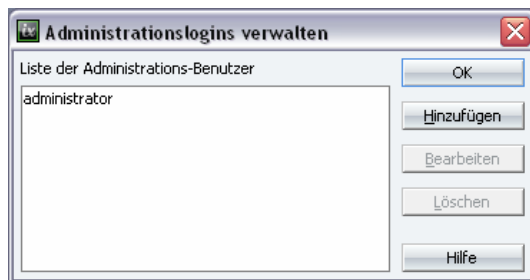 Administrationslogins verwalten
Liste der Administrations-Benutzer
administrator
OK
Hinzufügen
Bearbeiten
Löschen
Hilfe